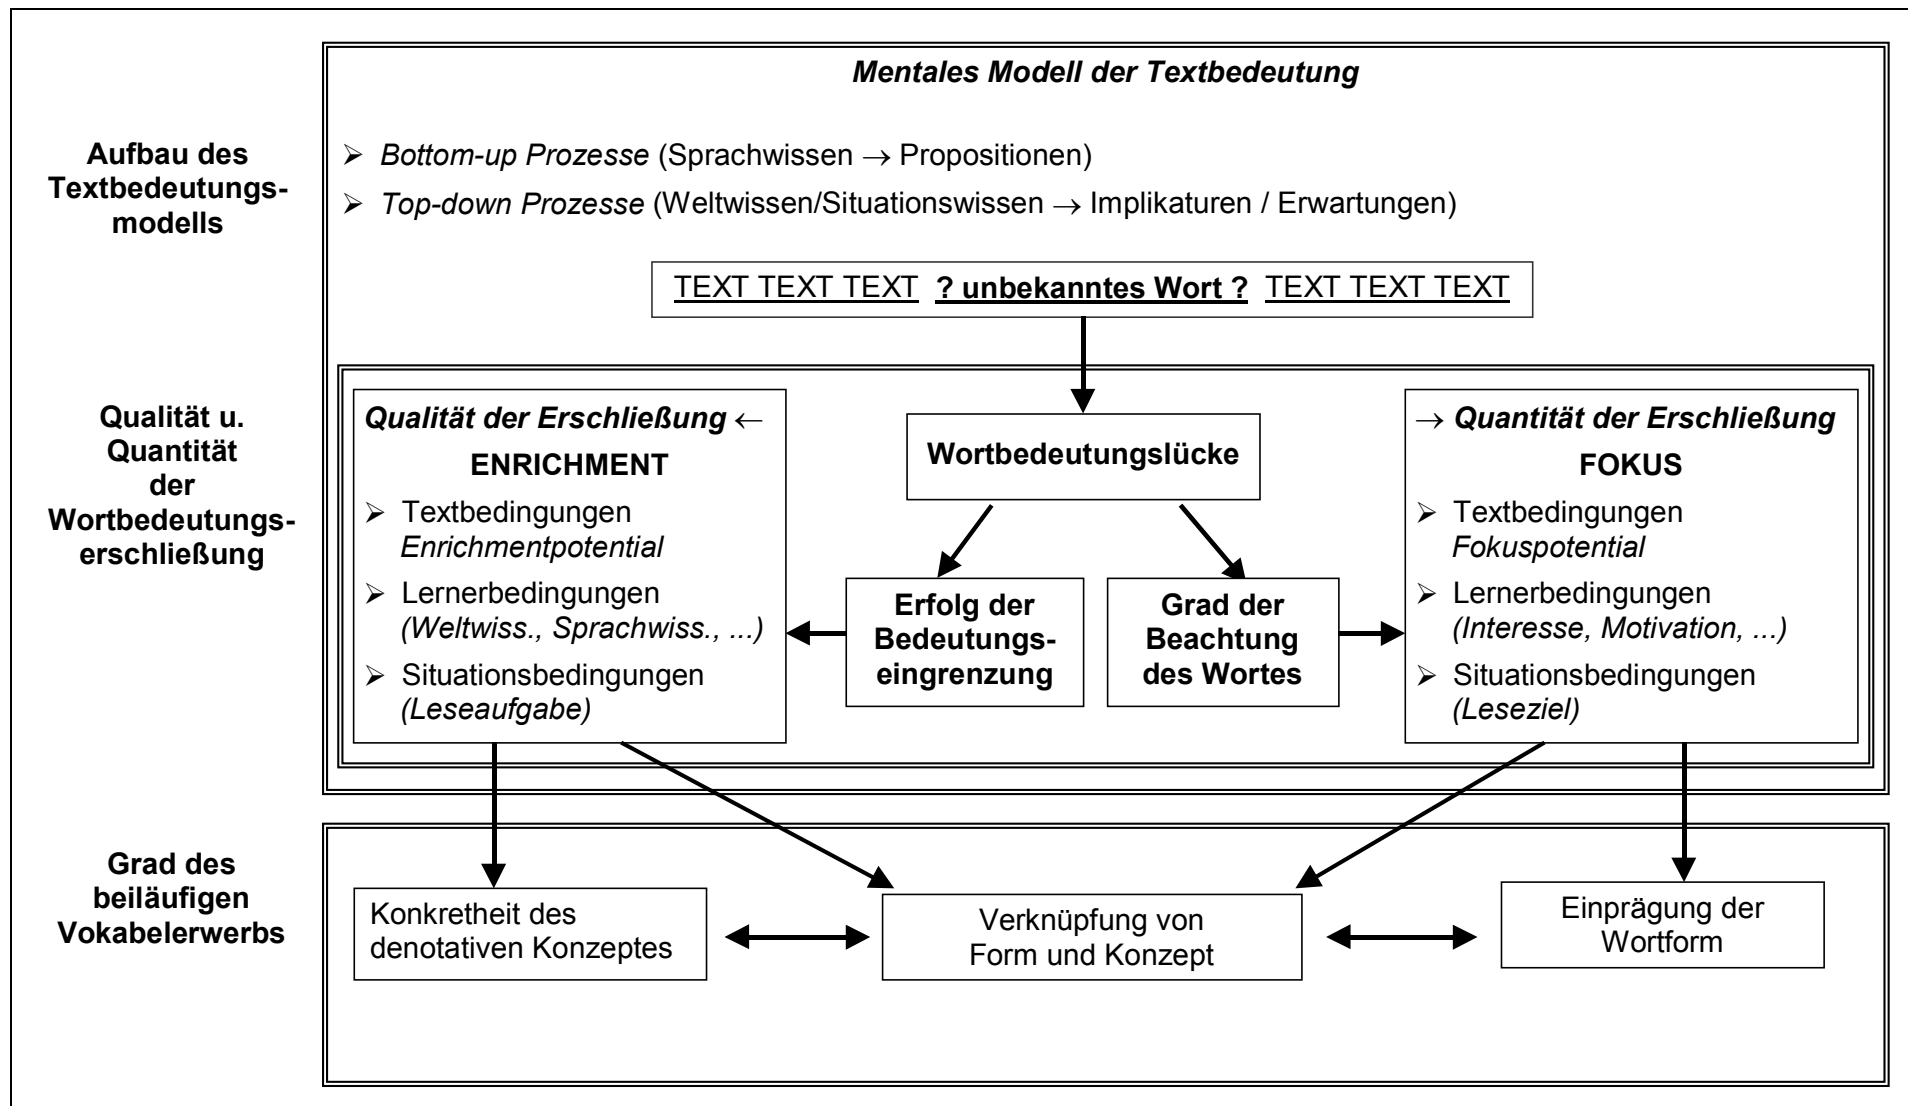 Mentales Modell der Textbedeutung
Aufbau des
Textbedeutungs-
modells
➢ Bottom-up Prozesse (Sprachwissen → Propositionen)
➢ Top-down Prozesse (Weltwissen/Situationswissen → Implikaturen / Erwartungen)
TEXT TEXT TEXT ? unbekanntes Wort ? TEXT TEXT TEXT
Qualität u.
Quantität
der
Wortbedeutungs-
erschließung
Qualität der Erschließung ←
ENRICHMENT
➢ Textbedingungen
Enrichmentpotential
➢ Lernerbedingungen
(Weltwiss., Sprachwiss., ...)
➢ Situationsbedingungen
(Leseaufgabe)
Wortbedeutungslücke
Erfolg der
Bedeutungs-
eingrenzung
Grad der
Beachtung
des Wortes
→ Quantität der Erschließung
FOKUS
➢ Textbedingungen
Fokuspotential
➢ Lernerbedingungen
(Interesse, Motivation, ...)
➢ Situationsbedingungen
(Leseziel)
Grad des
beiläufigen
Vokabelerwerbs
Konkretheit des
denotativen Konzeptes
Verknüpfung von
Form und Konzept
Einprägung der
Wortform